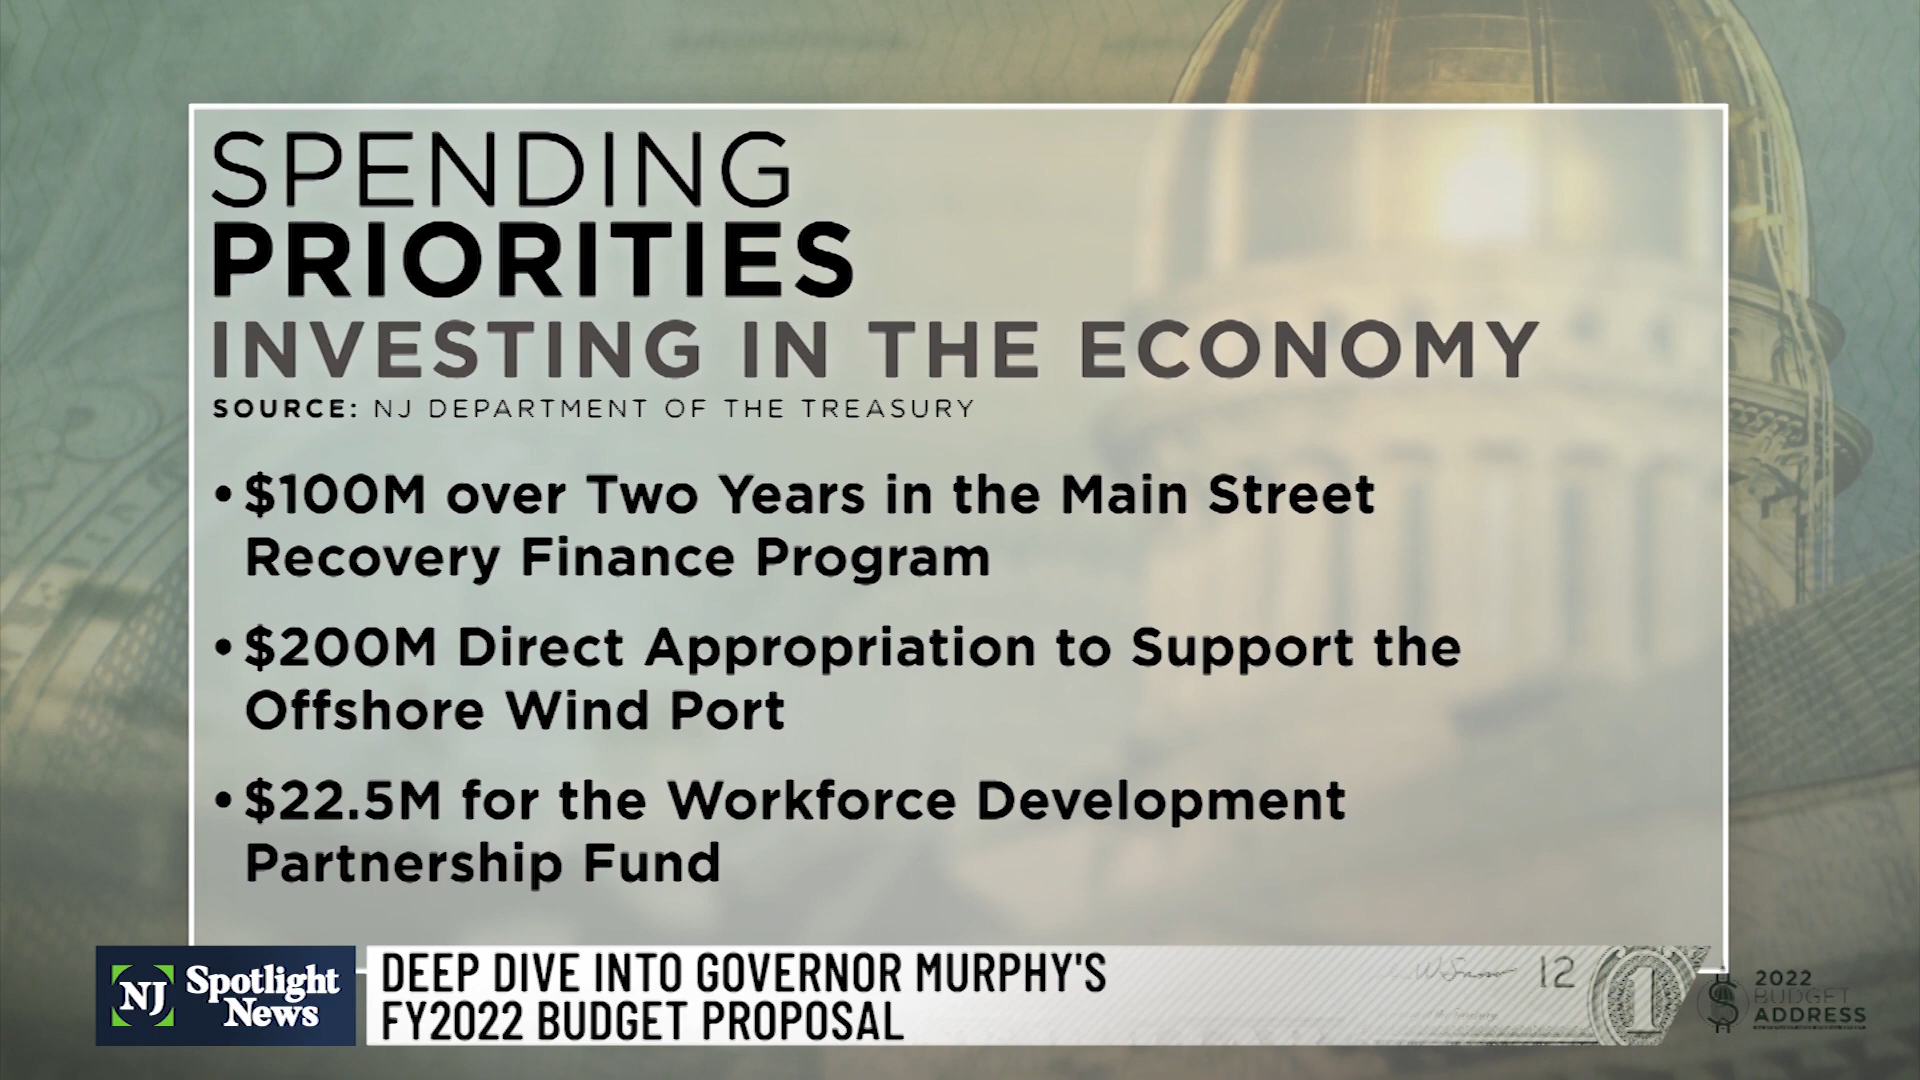 SPENDING
PRIORITIES
INVESTING IN THE ECONOMY
SOURCE: NJ DEPARTMENT OF THE TREASURY
• $100M over Two Years in the Main Street
Recovery Finance Program
• $200M Direct Appropriation to Support the
Offshore Wind Port
• $22.5M for the Workforce Development
Partnership Fund
NJ Spotlight
News
DEEP DIVE INTO GOVERNOR MURPHY'S
FY2022 BUDGET PROPOSAL
12
1
$
2022
BUDGET
ADDRESS